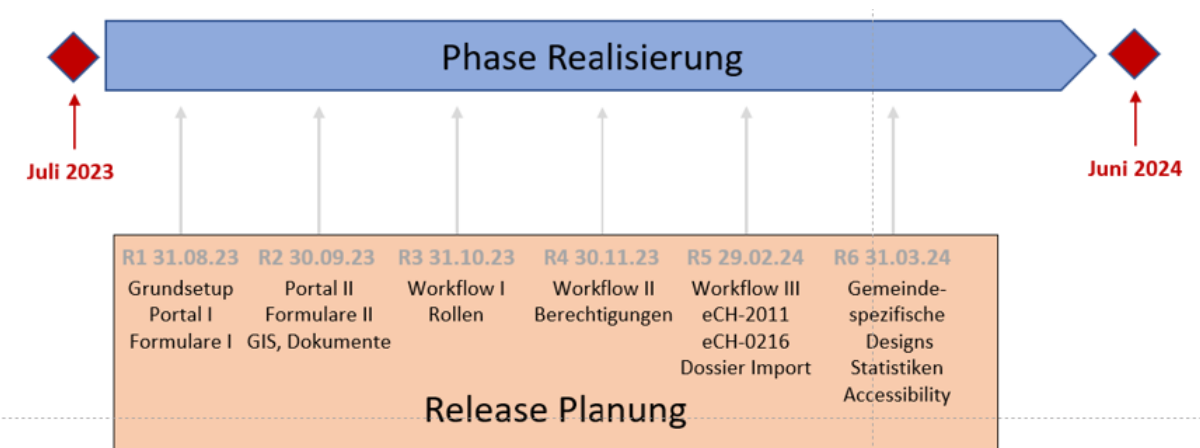 Phase Realisierung
Juli 2023
Juni 2024
R1 31.08.23
Grundsetup
Portal I
Formulare I
R2 30.09.23
Portal II
Formulare II
GIS, Dokumente
R3 31.10.23
Workflow I
Rollen
R4 30.11.23
Workflow II
Berechtigungen
R5 29.02.24
Workflow III
eCH-2011
eCH-0216
Dossier Import
R6 31.03.24
Gemeinde-
spezifische
Designs
Statistiken
Accessibility
Release Planung